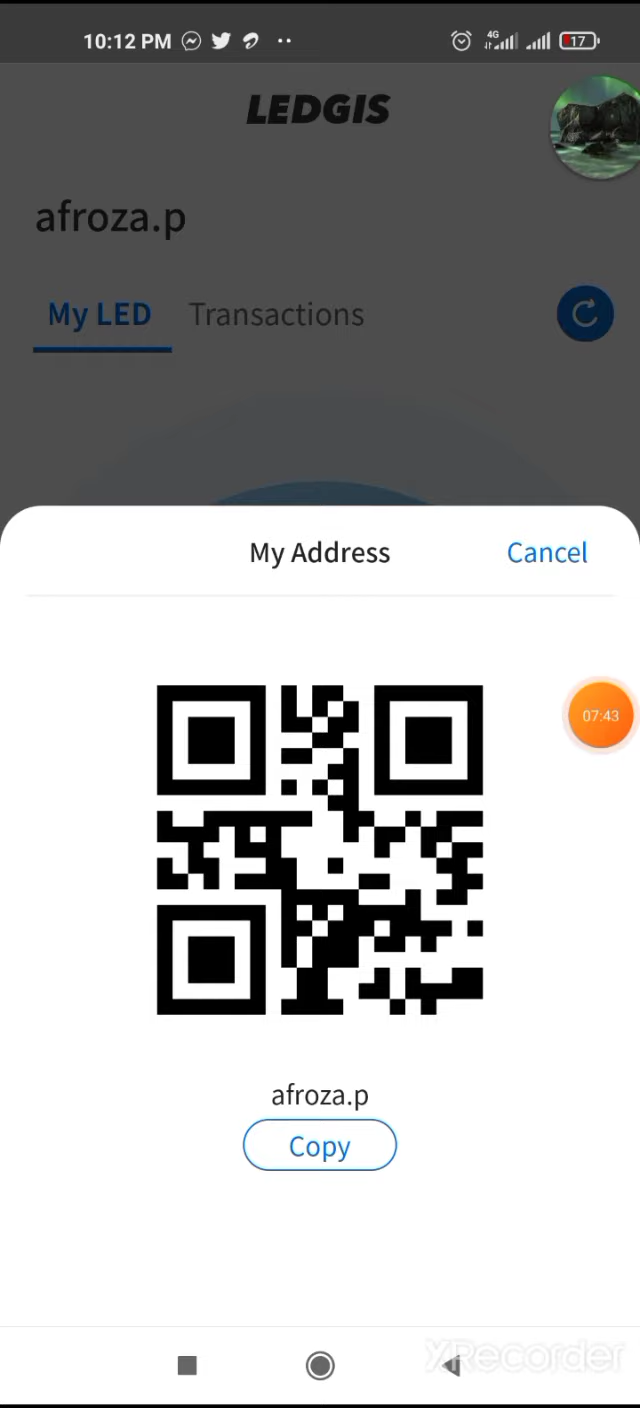 10:12 PM
4G
17
LEDGIS
afroza.p
My LED Transactions
My Address
Cancel
07:43
afroza.p
Copy
XRecorder